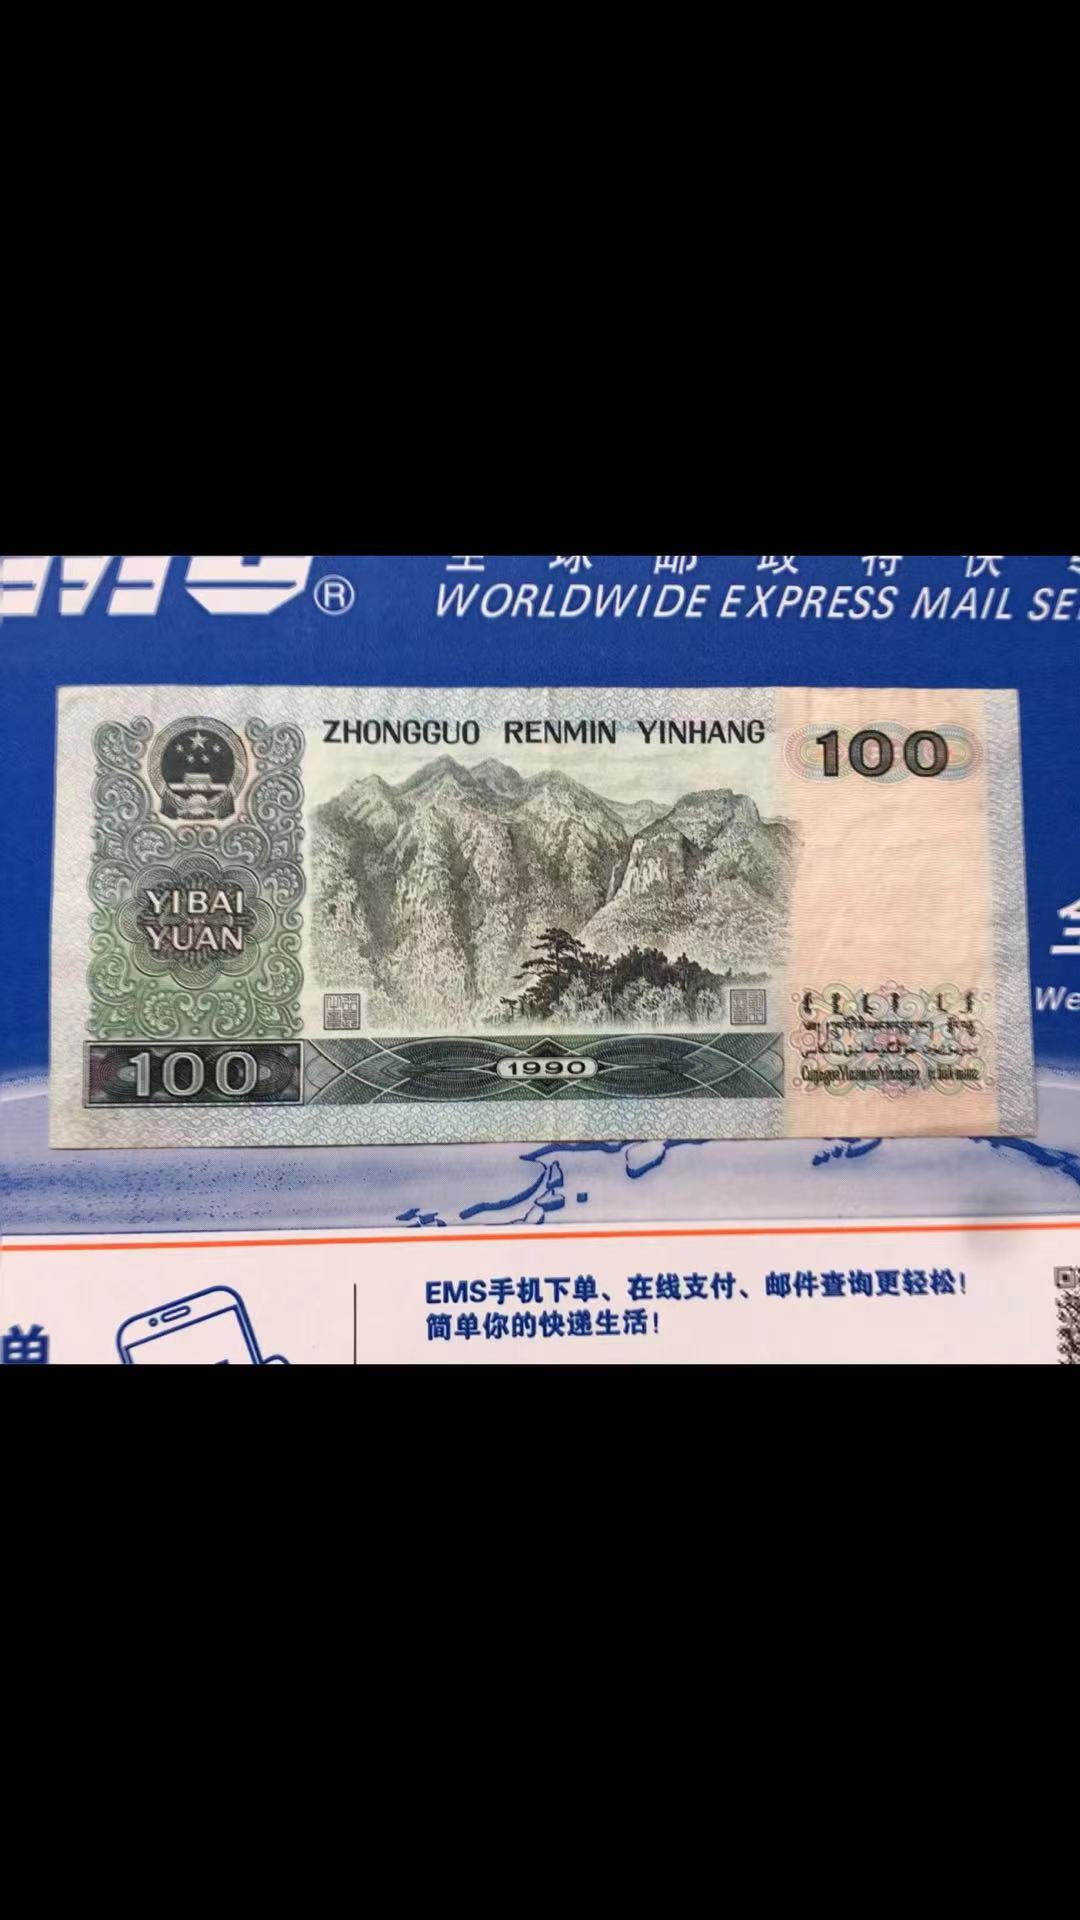 ®
WORLDWIDE EXPRESS MAIL SE
ZHONGGUO RENMIN YINHANG
100
YIBAI
YUAN
We
100
1990
EMS手机下单、在线支付、邮件查询更轻松!
简单你的快递生活!
单